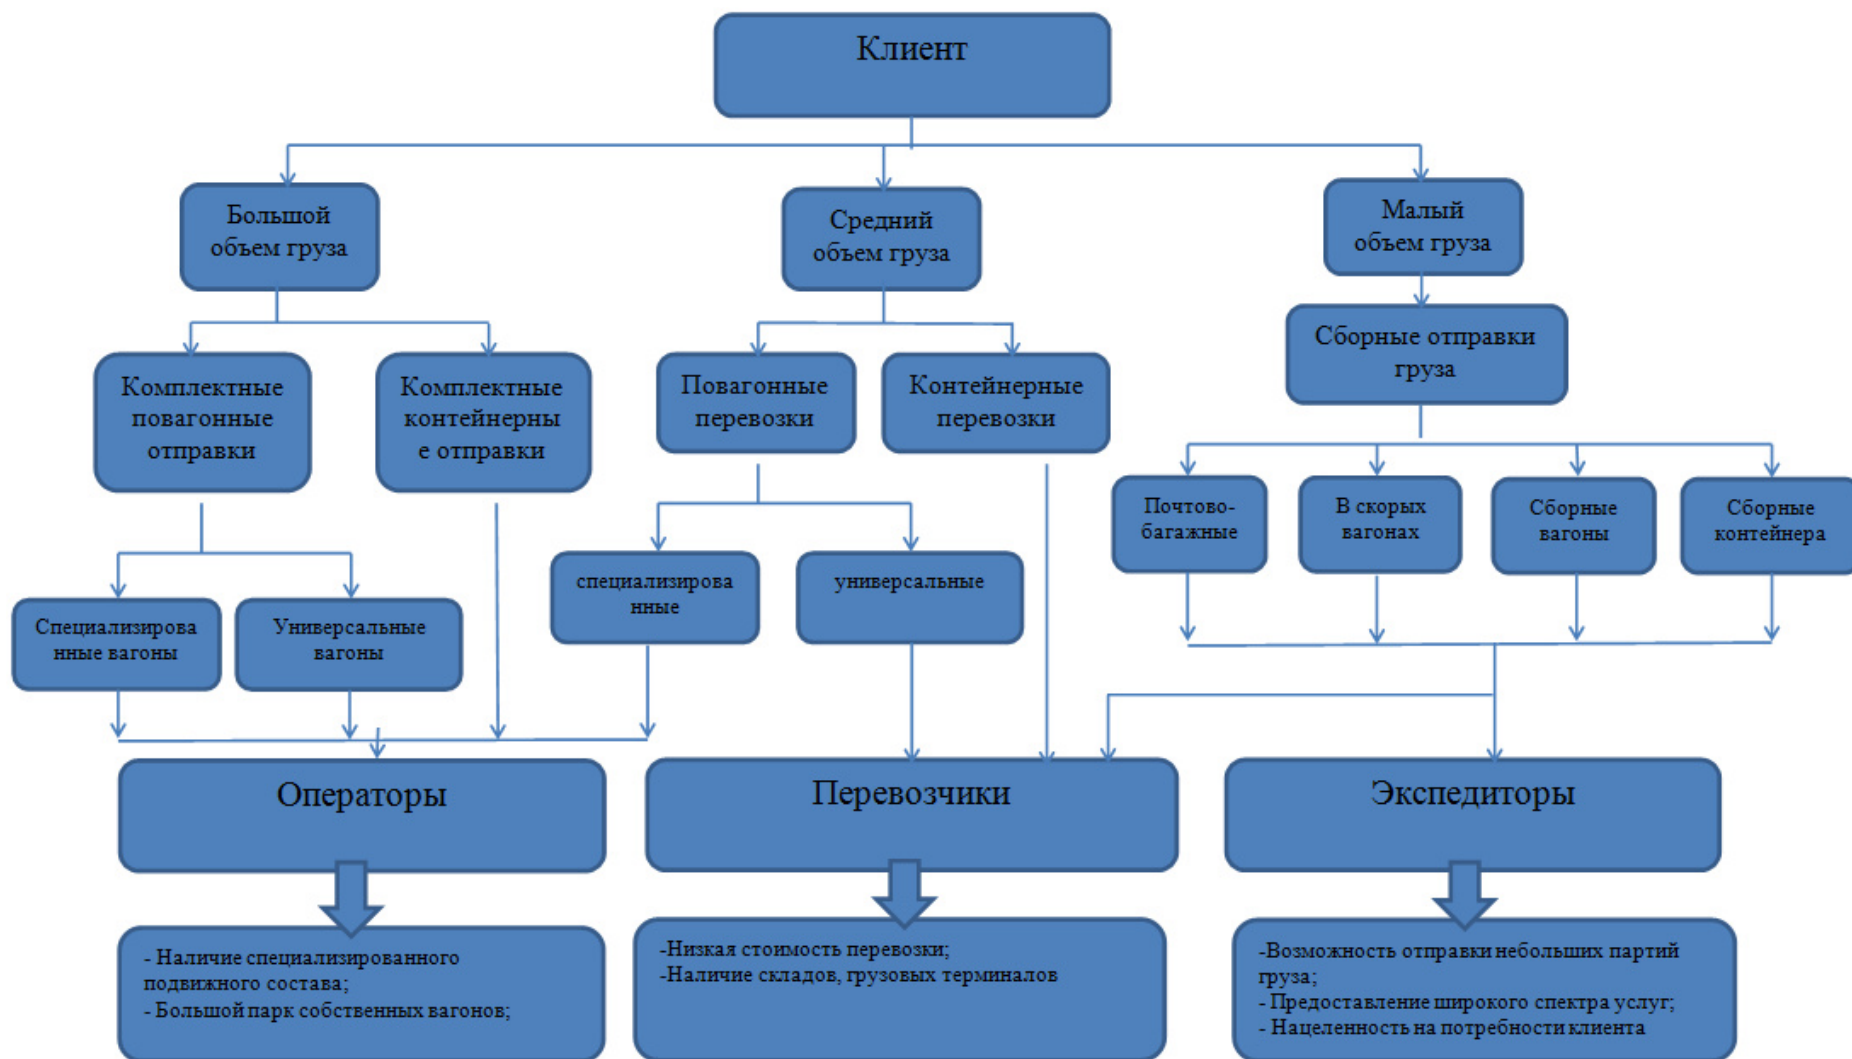 Клиент
Большой
объем груза
Средний
объем груза
Малый
объем груза
Комплектные
повагонные
отправки
Комплектные
контейнерны
е отправки
Повагонные
перевозки
Контейнерные
перевозки
Сборные отправки
груза
Почтово-
багажные
В скорых
вагонах
Сборные
вагоны
Сборные
контейнера
Специализирова
нные вагоны
Универсальные
вагоны
специализирова
нные
универсальные
Операторы
Перевозчики
Экспедиторы
- Наличие специализированного
подвижного состава;
- Большой парк собственных вагонов;
-Низкая стоимость перевозки;
-Наличие складов, грузовых терминалов
-Возможность отправки небольших партий
груза;
- Предоставление широкого спектра услуг;
- Нацеленность на потребности клиента